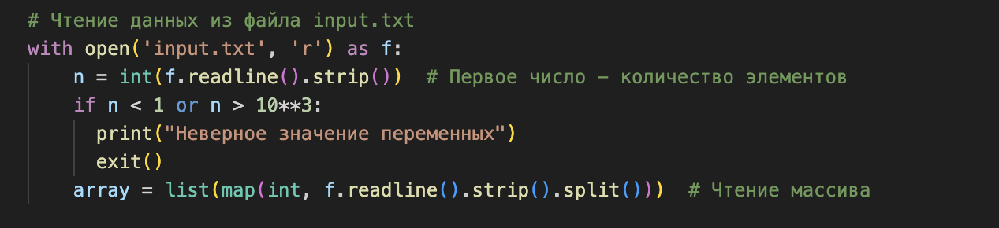 # Чтение данных из файла input.txt
with open('input.txt', 'r') as f:
    n = int(f.readline().strip())  # Первое число – количество элементов
    if n < 1 or n > 10**3:
      print("Неверное значение переменных")
      exit()
    array = list(map(int, f.readline().strip().split()))  # Чтение массива